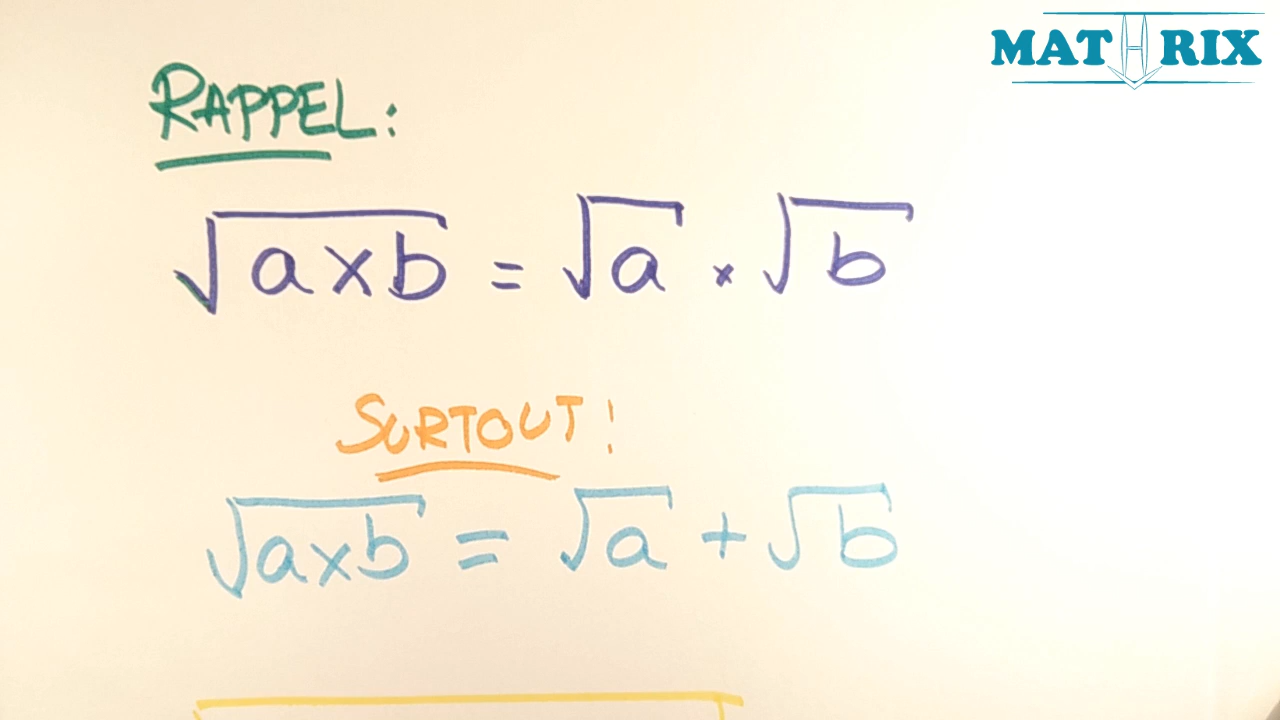 MATHRIX
RAPPEL:
√a×b = √a × √b
SURTOUT!
√a×b = √a + √b